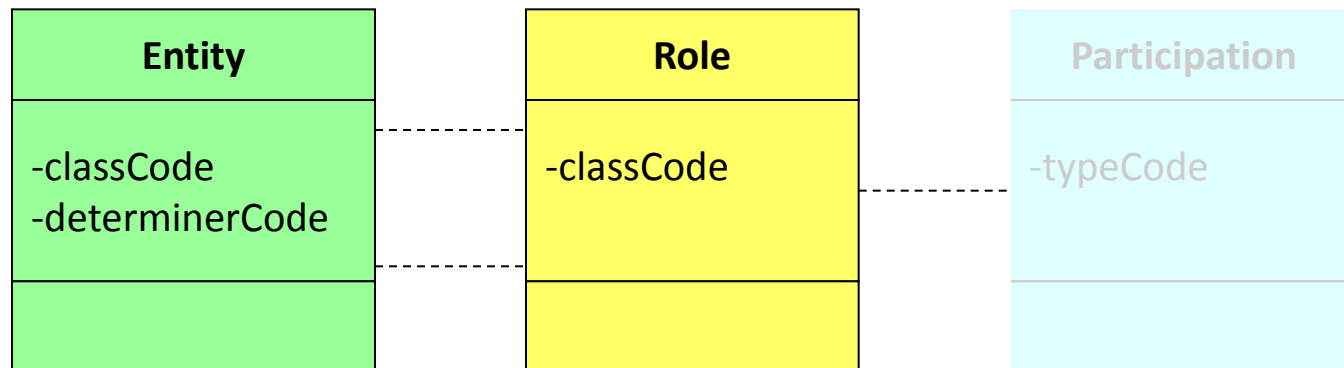 Entity
-classCode
-determinerCode
Role
-classCode
Participation
-typeCode